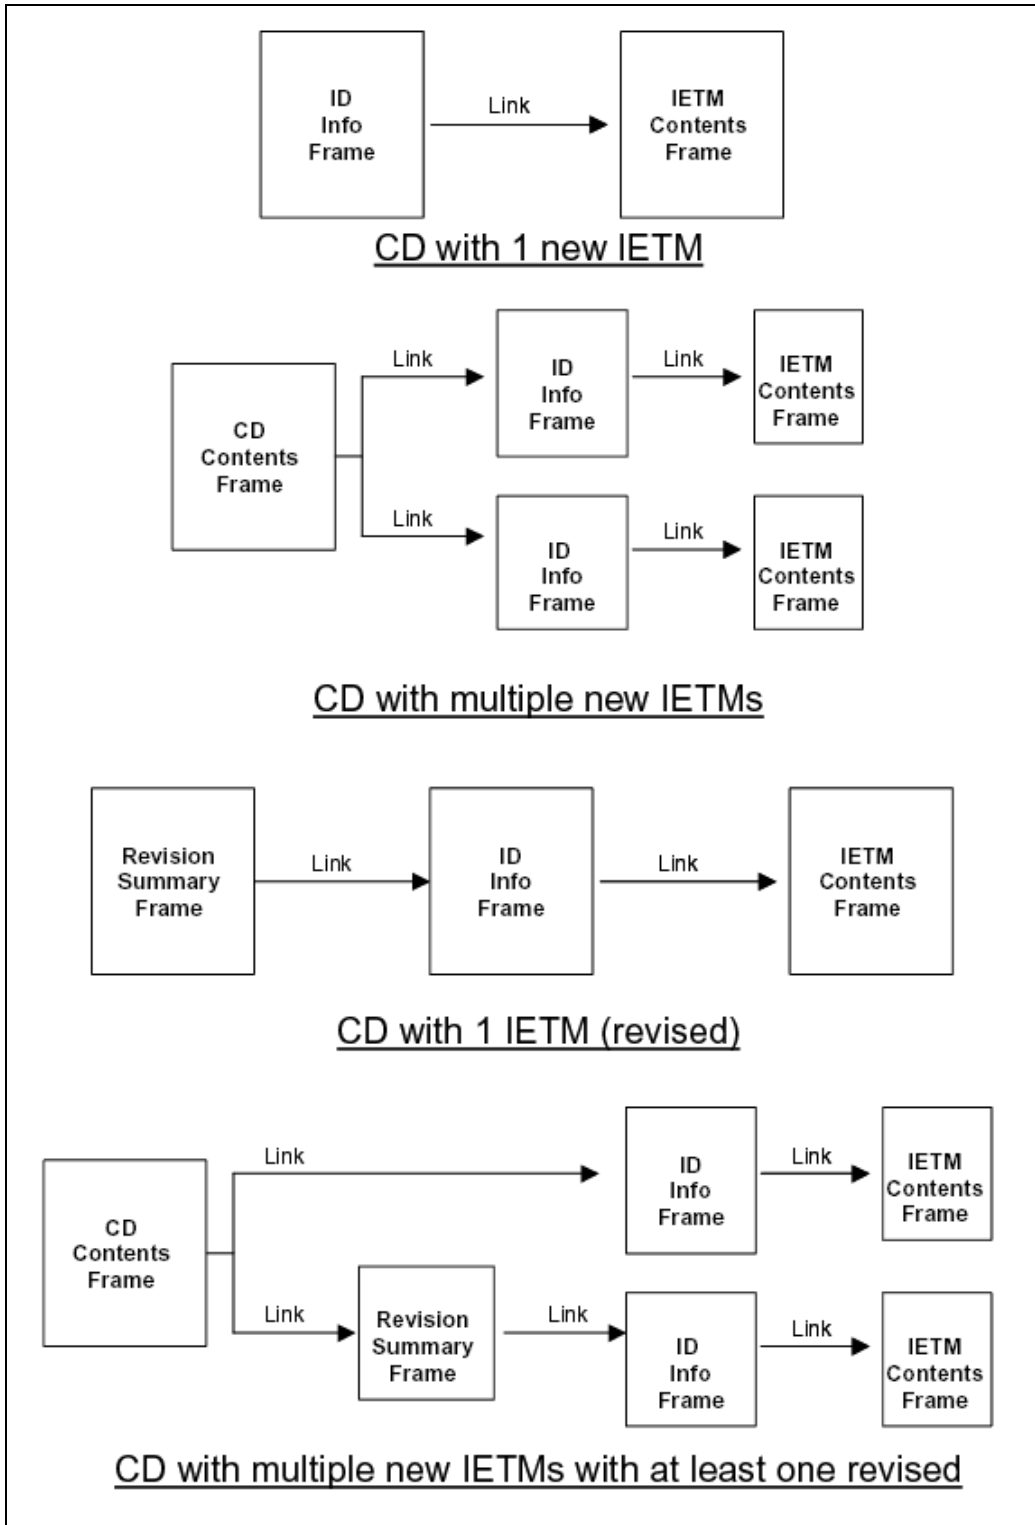 ID
Info
Frame
Link
IETM
Contents
Frame
CD with 1 new IETM
CD
Contents
Frame
Link
ID
Info
Frame
Link
IETM
Contents
Frame
Link
ID
Info
Frame
Link
IETM
Contents
Frame
CD with multiple new IETMs
Revision
Summary
Frame
Link
ID
Info
Frame
Link
IETM
Contents
Frame
CD with 1 IETM (revised)
CD
Contents
Frame
Link
ID
Info
Frame
Link
IETM
Contents
Frame
Link
Revision
Summary
Frame
Link
ID
Info
Frame
Link
IETM
Contents
Frame
CD with multiple new IETMs with at least one revised